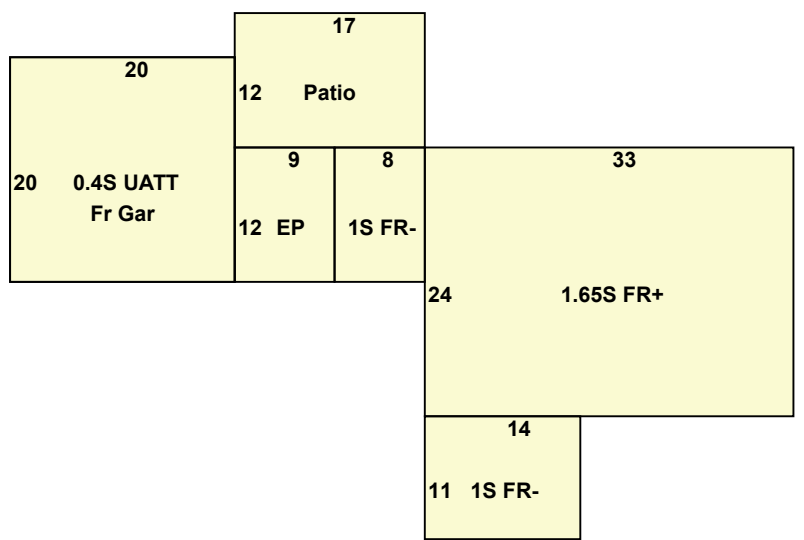 17
12 Patio
20
20 0.4S UATT
Fr Gar
9
12 EP
8
1S FR-
33
24 1.65S FR+
14
11 1S FR-